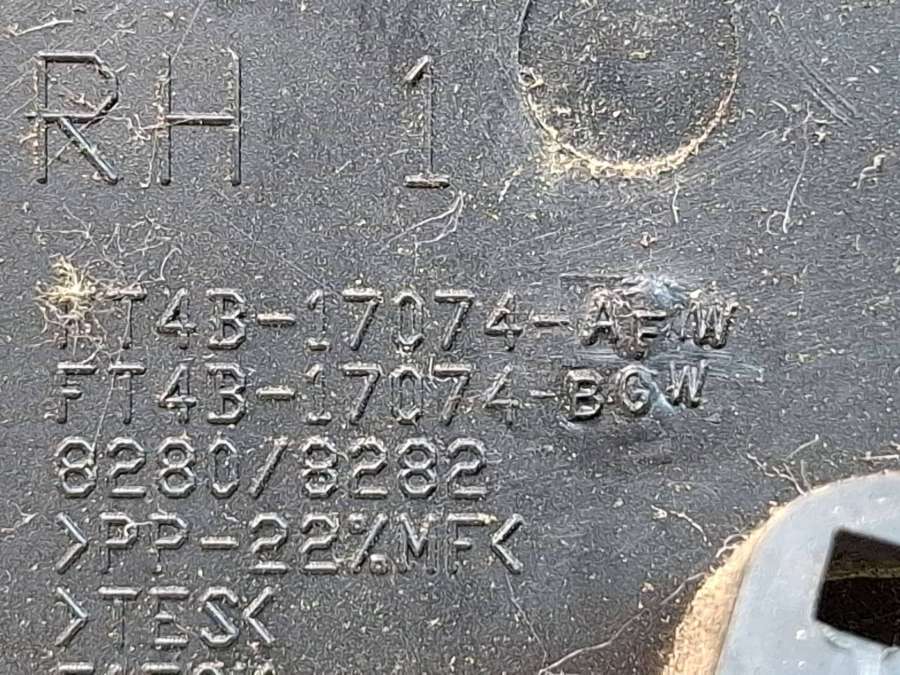 RH 1
FT4B-17074-AFW
FT4B-17074-BGW
8280/8282
>PP-22%MF<
>TES<